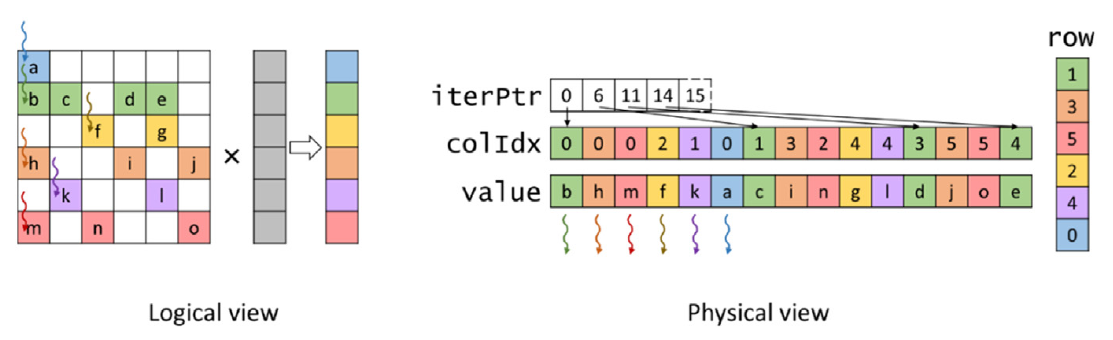 a
b c d e
f g
h i j
k l
m n o
×
Logical view
iterPtr 0 6 11 14 15
colIdx 0 0 0 2 1 0 1 3 2 4 4 3 5 5 4
value b h m f k a c i n g l d j o e
Physical view
row
1
3
5
2
4
0